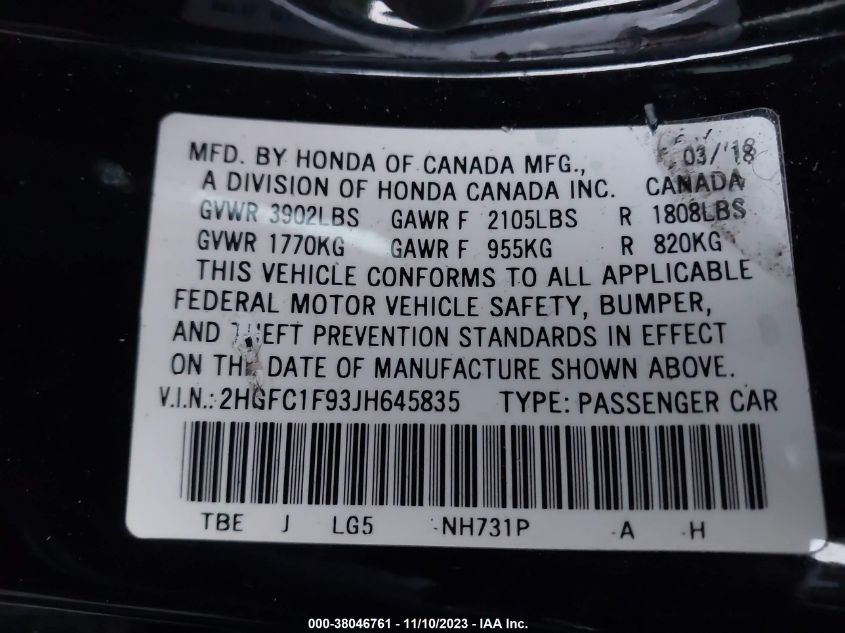 MFD. BY HONDA OF CANADA MFG., 03/'18
A DIVISION OF HONDA CANADA INC. CANADA
GVWR 3902LBS GAWR F 2105LBS R 1808LBS
GVWR 1770KG GAWR F 955KG R 820KG
THIS VEHICLE CONFORMS TO ALL APPLICABLE
FEDERAL MOTOR VEHICLE SAFETY, BUMPER,
AND THEFT PREVENTION STANDARDS IN EFFECT
ON THE DATE OF MANUFACTURE SHOWN ABOVE.
V.I.N.: 2HGFC1F93JH645835 TYPE: PASSENGER CAR
TBE J LG5 -NH731P -A -H
000-38046761 - 11/10/2023 - IAA Inc.